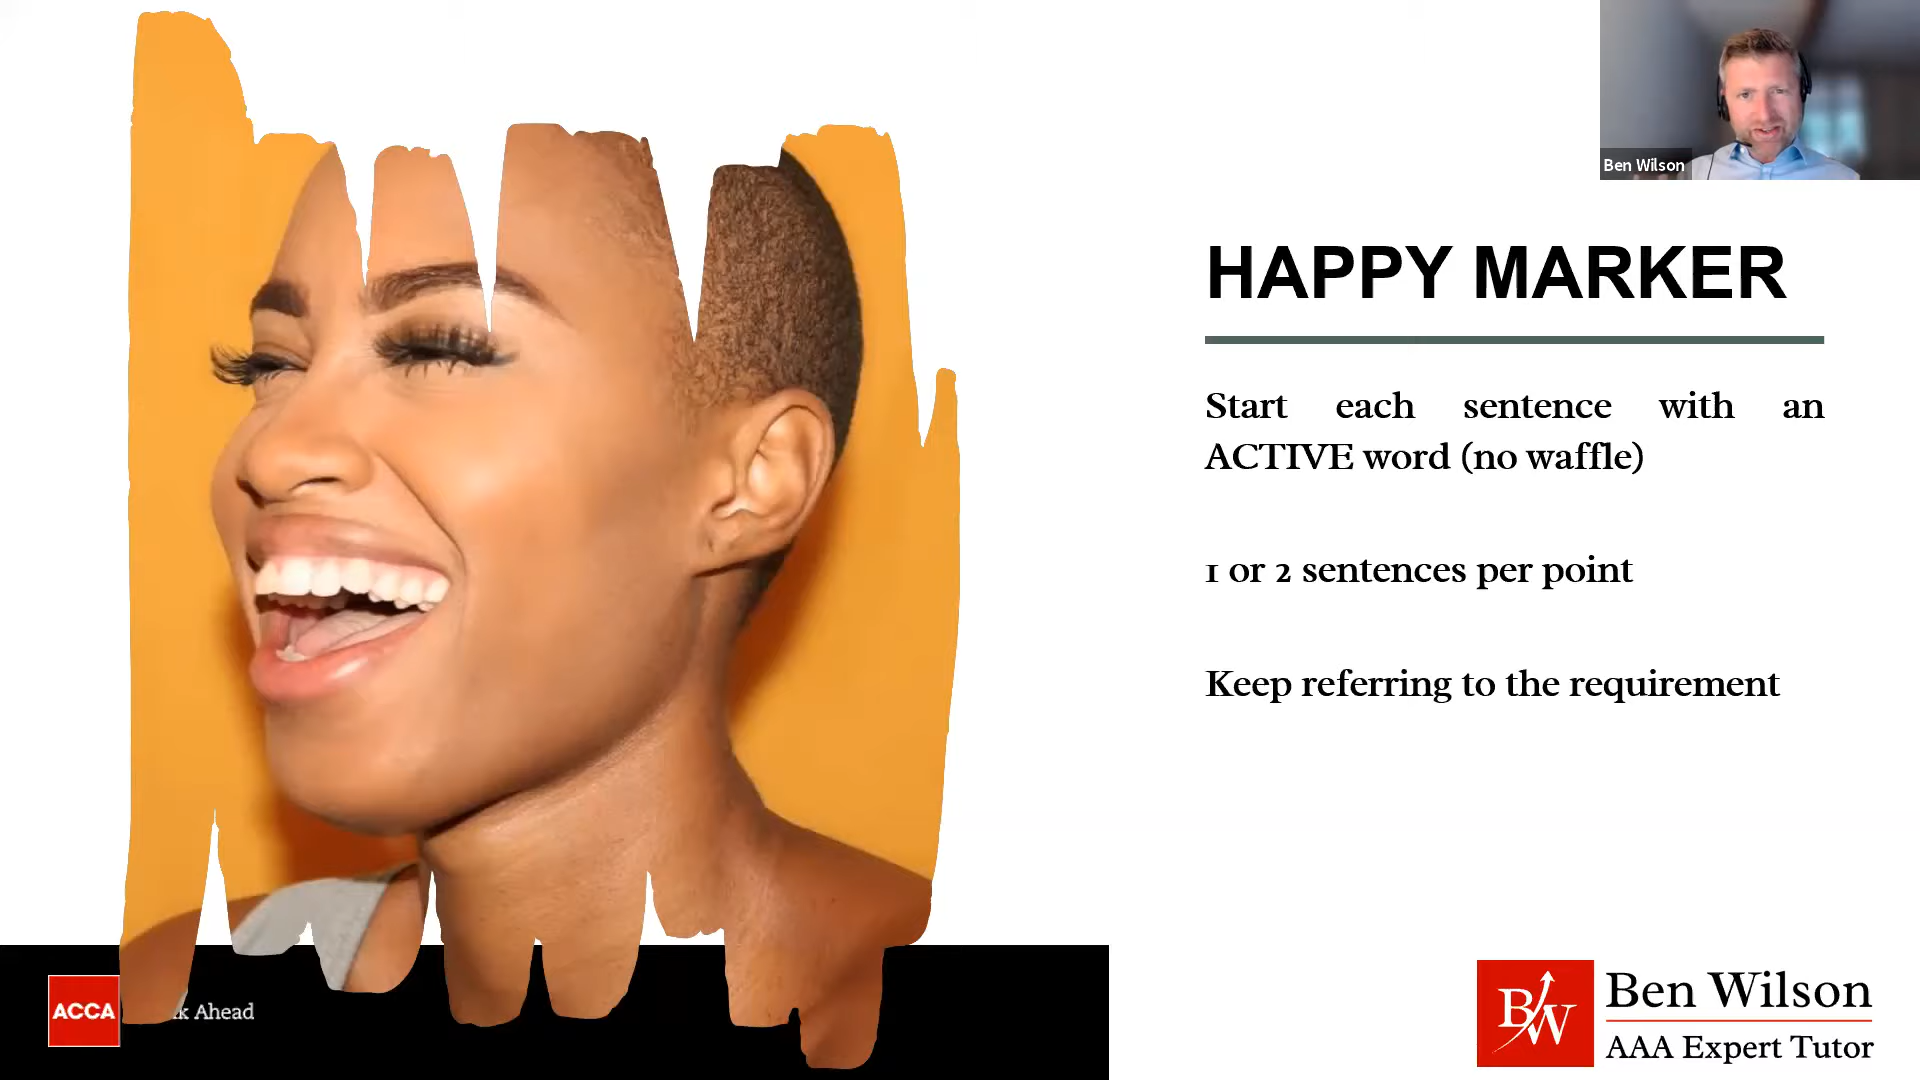 Ben Wilson
HAPPY MARKER
Start each sentence with an
ACTIVE word (no waffle)
1 or 2 sentences per point
Keep referring to the requirement
ACCA
Ahead
BW
Ben Wilson
AAA Expert Tutor